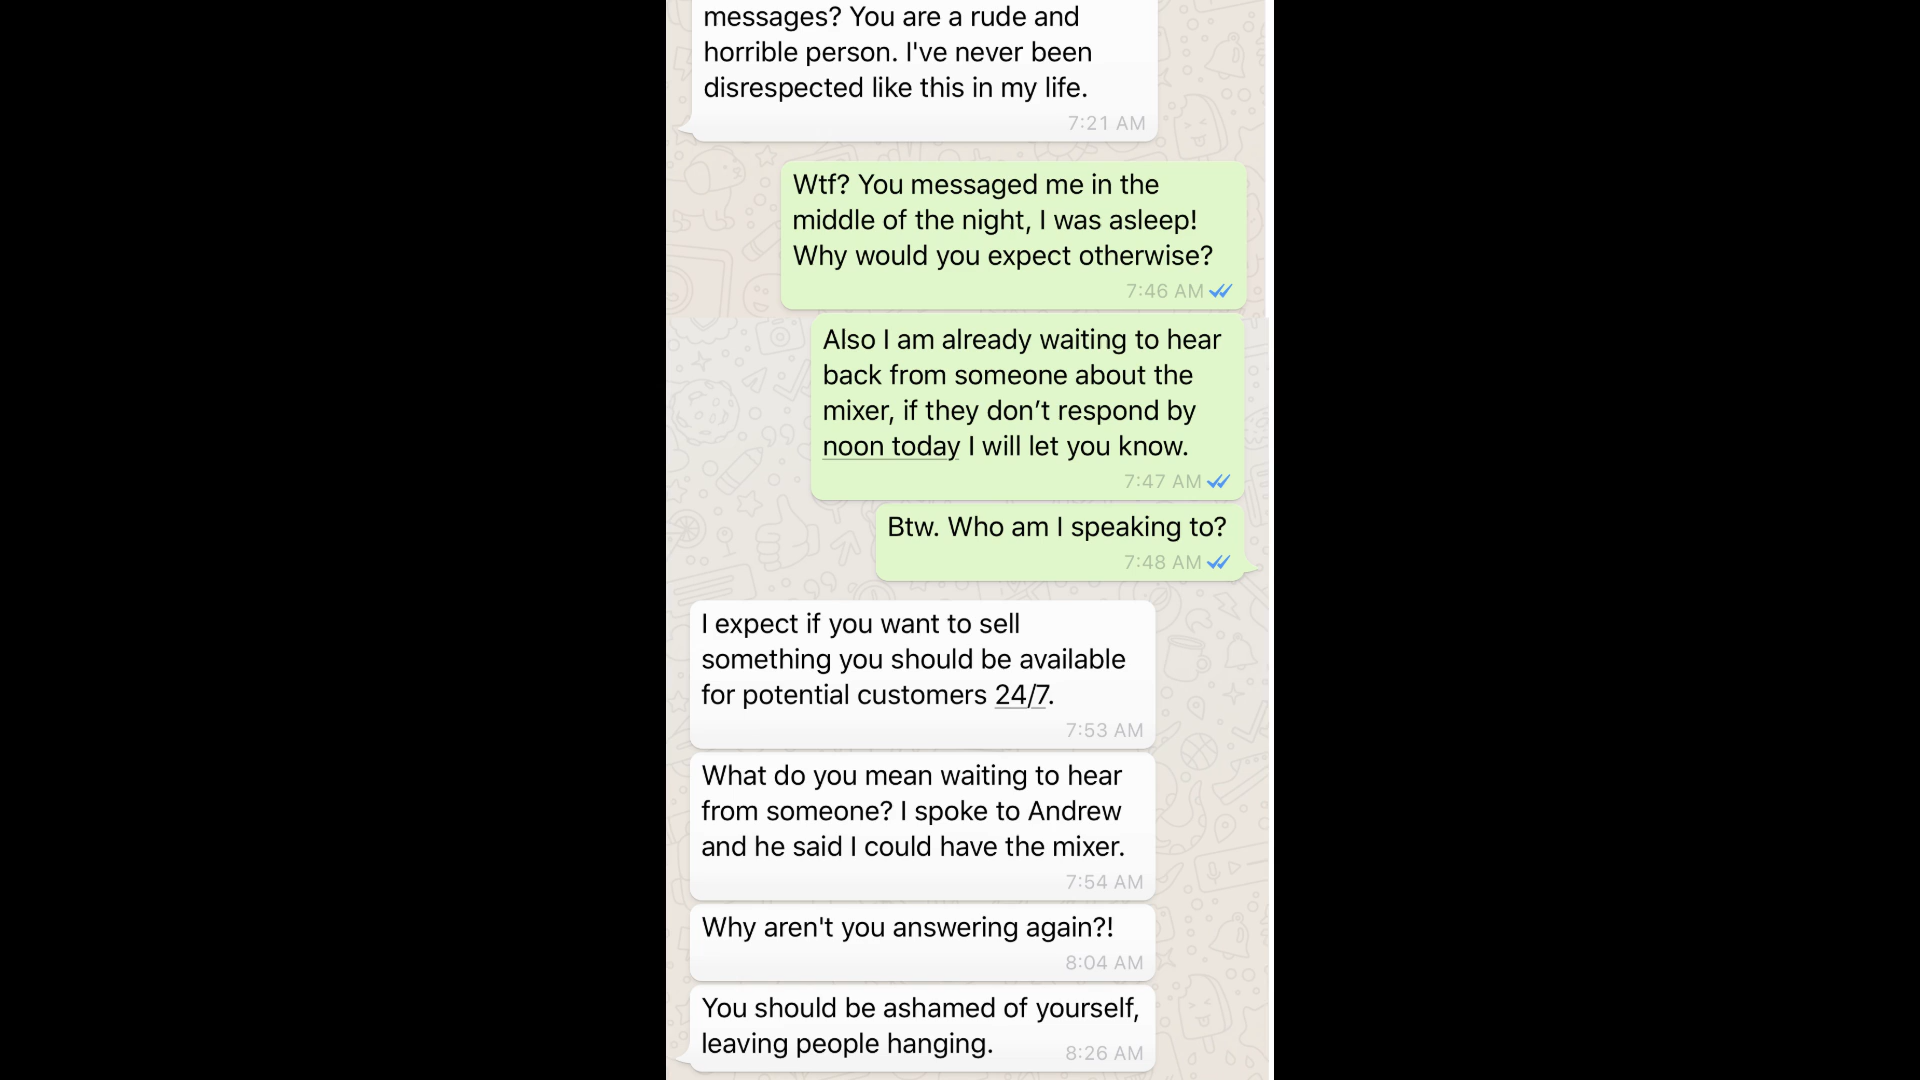 messages? You are a rude and
horrible person. I've never been
disrespected like this in my life.
7:21 AM
Wtf? You messaged me in the
middle of the night, I was asleep!
Why would you expect otherwise?
7:46 AM
Also I am already waiting to hear
back from someone about the
mixer, if they don’t respond by
noon today I will let you know.
7:47 AM
Btw. Who am I speaking to?
7:48 AM
I expect if you want to sell
something you should be available
for potential customers 24/7.
7:53 AM
What do you mean waiting to hear
from someone? I spoke to Andrew
and he said I could have the mixer.
7:54 AM
Why aren't you answering again?!
8:04 AM
You should be ashamed of yourself,
leaving people hanging.
8:26 AM